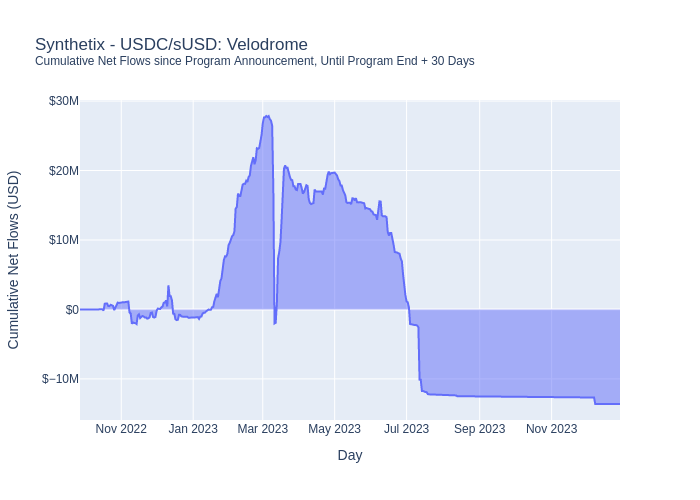 Synthetix - USDC/sUSD: Velodrome
Cumulative Net Flows since Program Announcement, Until Program End + 30 Days
Cumulative Net Flows (USD)
$30M
$20M
$10M
$0
$−10M
Nov 2022 Jan 2023 Mar 2023 May 2023 Jul 2023 Sep 2023 Nov 2023
Day